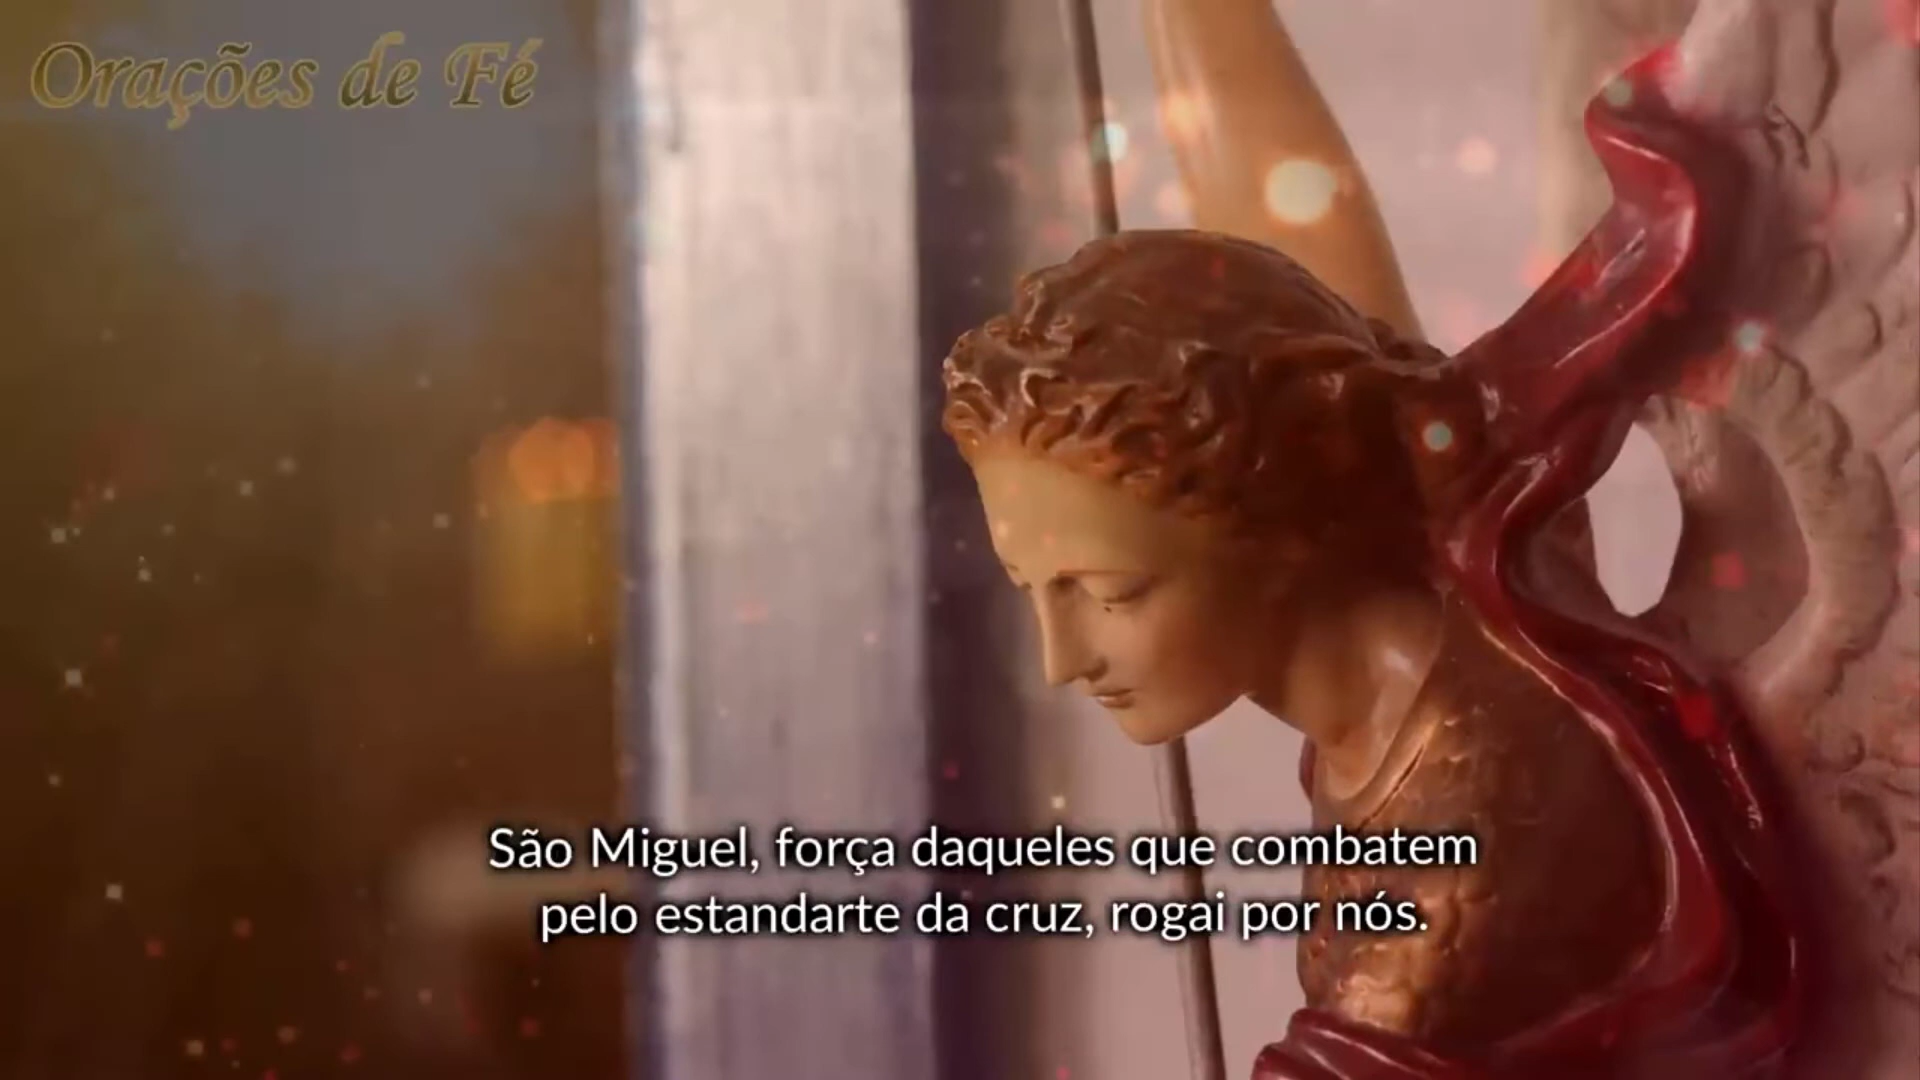 Orações de Fé
São Miguel, força daqueles que combatem
pelo estandarte da cruz, rogai por nós.